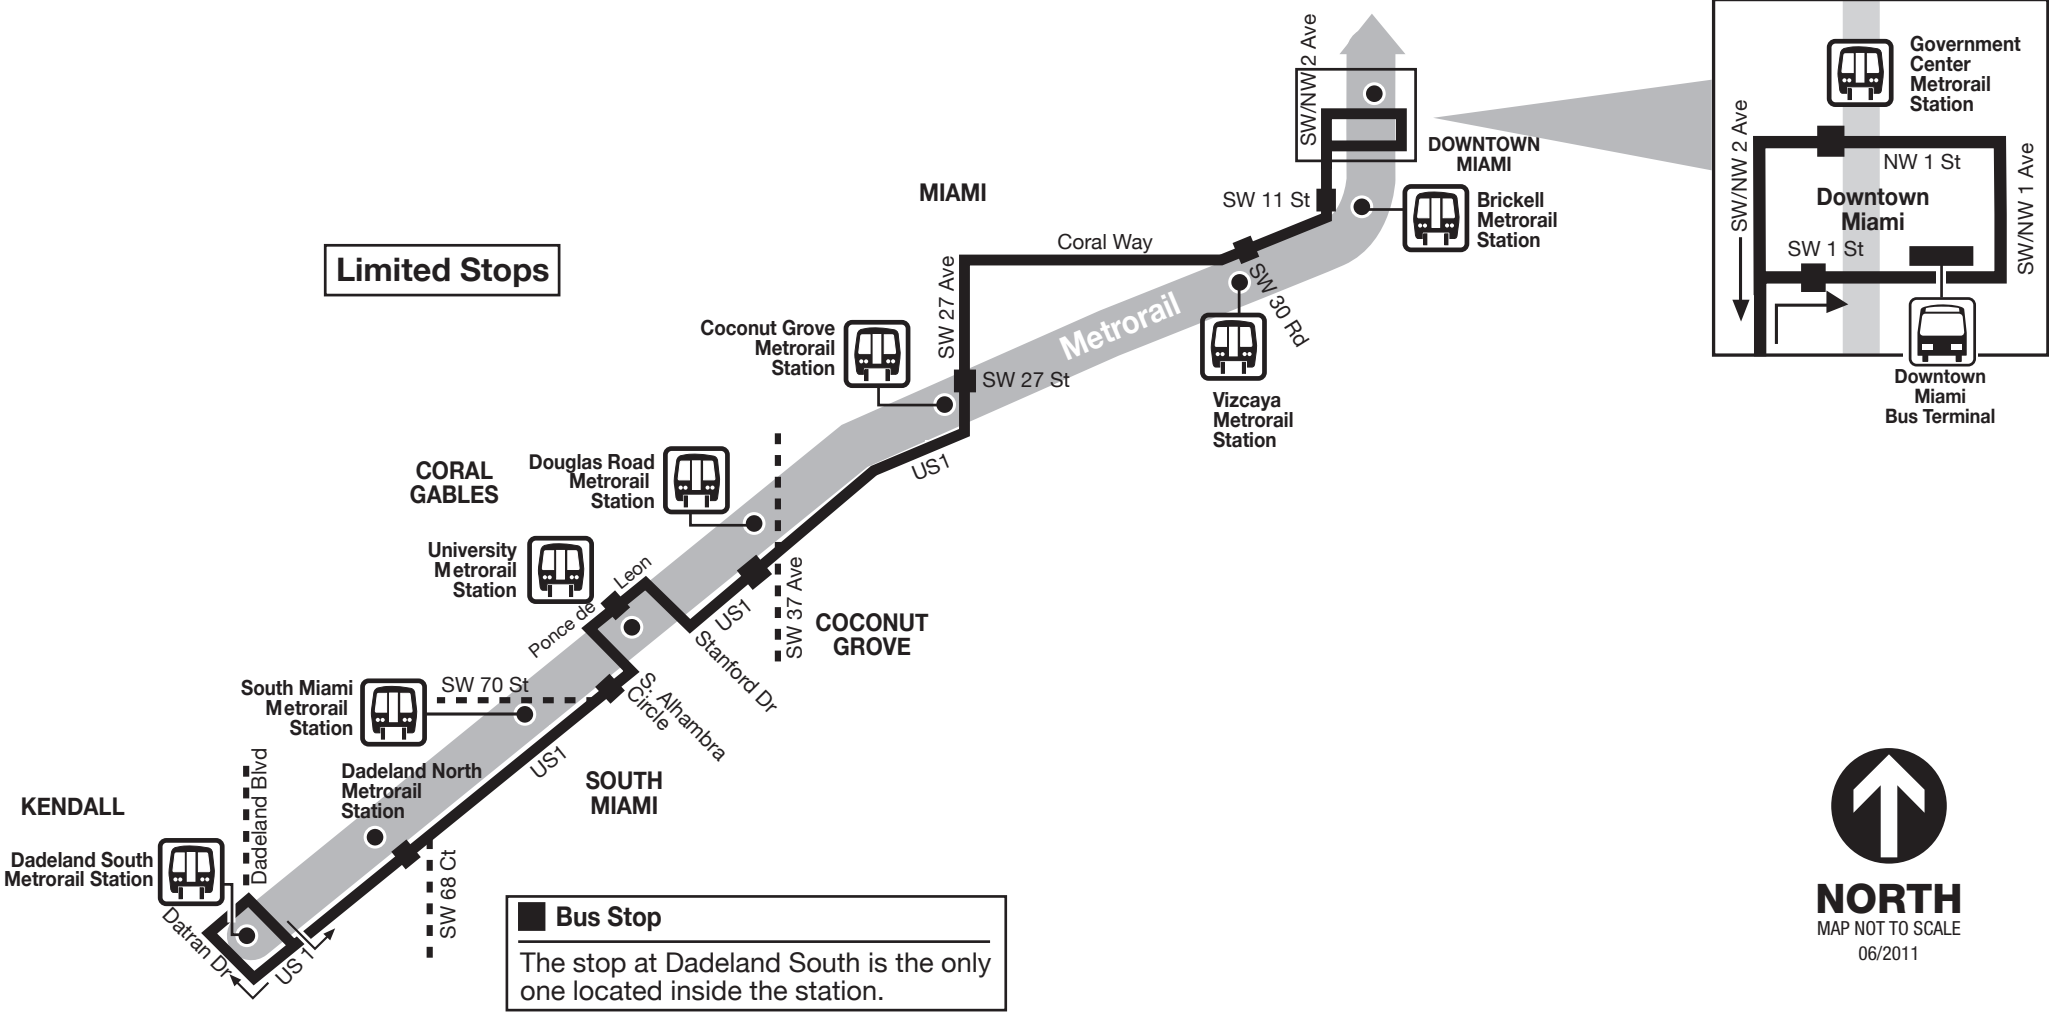 SW/NW 2 Ave
DOWNTOWN
MIAMI
Government
Center
Metrorail
Station
SW/NW 2 Ave
NW 1 St
SW/NW 1 Ave
Downtown
Miami
SW 1 St
Downtown
Miami
Bus Terminal
MIAMI
SW 11 St
Brickell
Metrorail
Station
Coral Way
Limited Stops
SW 27 Ave
SW 30 Rd
Metrorail
Coconut Grove
Metrorail
Station
SW 27 St
Vizcaya
Metrorail
Station
US1
CORAL
GABLES
Douglas Road
Metrorail
Station
University
Metrorail
Station
Ponce de Leon
US1
SW 37 Ave
COCONUT
GROVE
Stanford Dr
South Miami
Metrorail
Station
SW 70 St
S. Alhambra
Circle
US1
SOUTH
MIAMI
Dadeland North
Metrorail
Station
KENDALL
Dadeland Blvd
Dadeland South
Metrorail Station
SW 68 Ct
Datran Dr
US 1
Bus Stop
The stop at Dadeland South is the only
one located inside the station.
NORTH
MAP NOT TO SCALE
06/2011